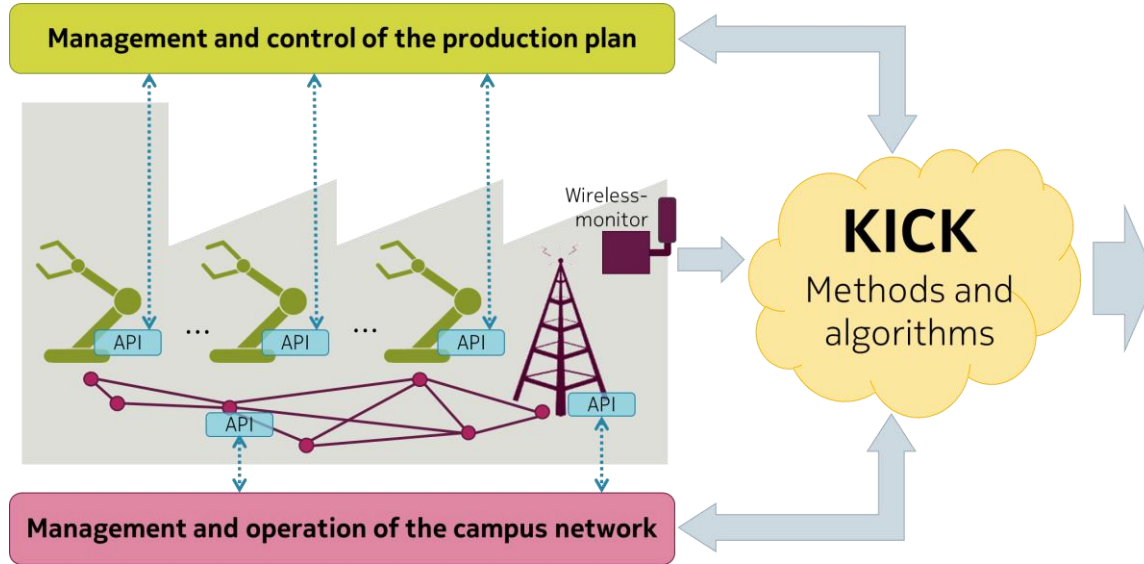 Management and control of the production plan
Wireless-
monitor
KICK
Methods and
algorithms
API
...
API
...
API
API
API
Management and operation of the campus network